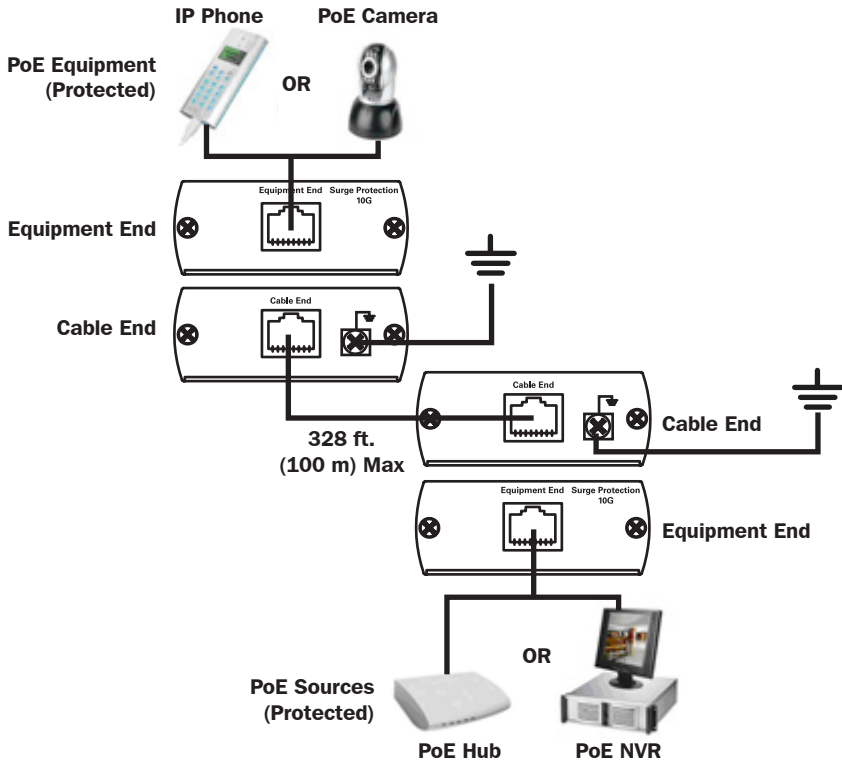 IP Phone
PoE Camera
PoE Equipment
(Protected)
OR
Equipment End
Surge Protection
10G
Equipment End
Cable End
Cable End
Cable End
Cable End
328 ft.
(100 m) Max
Equipment End
Surge Protection
10G
Equipment End
OR
PoE Sources
(Protected)
PoE Hub
PoE NVR